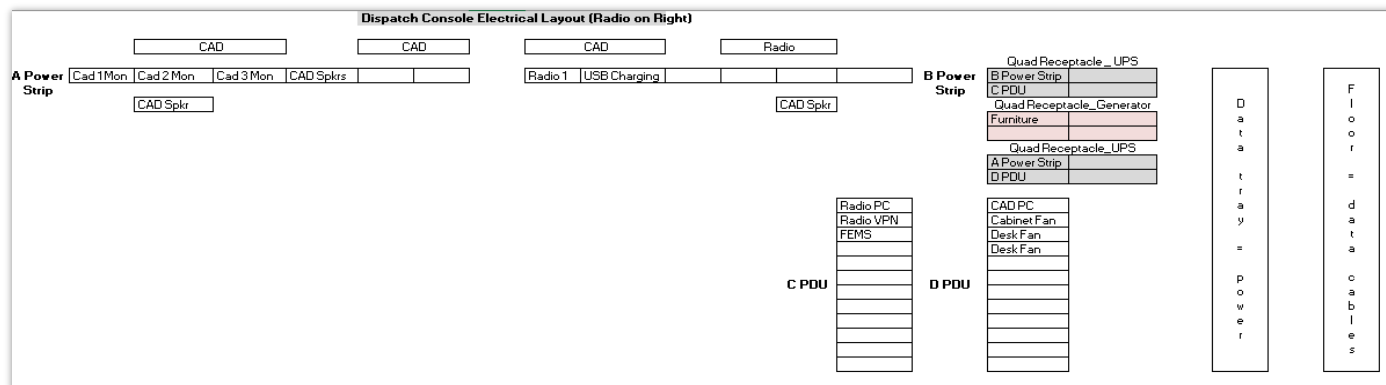 Dispatch Console Electrical Layout (Radio on Right)
CAD CAD CAD Radio
A Power Strip Cad 1 Mon Cad 2 Mon Cad 3 Mon CAD Spkrs Radio 1 USB Charging B Power Strip
CAD Spkr CAD Spkr
Quad Receptacle _ UPS
B Power Strip
C PDU
Quad Receptacle_Generator
Furniture
Quad Receptacle_UPS
A Power Strip
D PDU
C PDU
Radio PC
Radio VPN
FEMS
D PDU
CAD PC
Cabinet Fan
Desk Fan
Desk Fan
Data tray = power
Floor = data cables